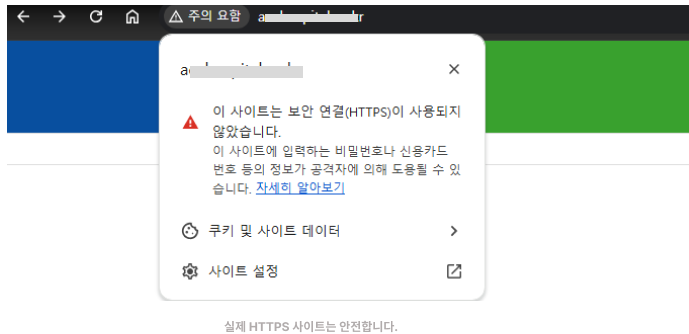 주의 요함
이 사이트는 보안 연결(HTTPS)이 사용되지
않았습니다.
이 사이트에 입력하는 비밀번호나 신용카드
번호 등의 정보가 공격자에 의해 도용될 수 있
습니다. 자세히 알아보기
쿠키 및 사이트 데이터
사이트 설정
실제 HTTPS 사이트는 안전합니다.